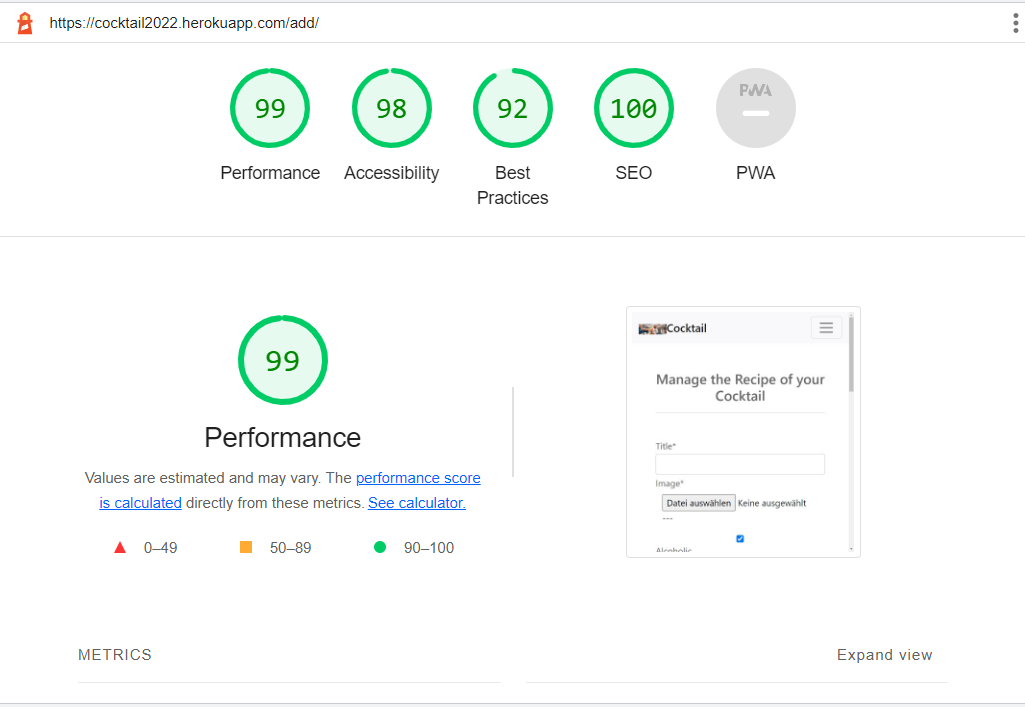 https://cocktail2022.herokuapp.com/add/
99
98
92
100
PWA
Performance
Accessibility
Best
Practices
SEO
PWA
99
Performance
Values are estimated and may vary. The performance score
is calculated directly from these metrics. See calculator.
0–49
50–89
90–100
Cocktail
Manage the Recipe of your
Cocktail
Title*
Image*
Datei auswählen Keine ausgewählt
---
Alcoholic
METRICS
Expand view